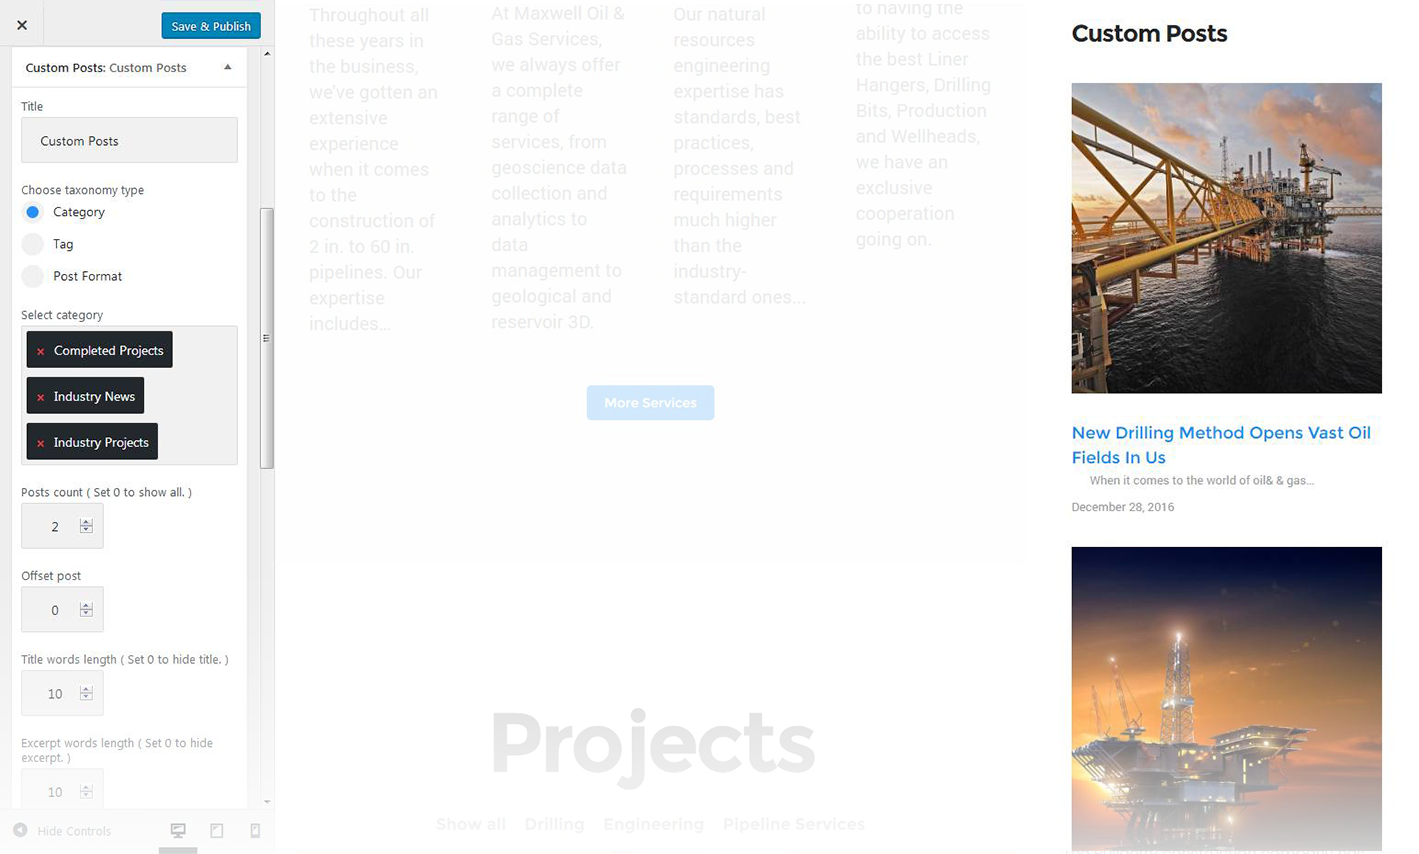 Save & Publish
Custom Posts: Custom Posts
Title
Custom Posts
Choose taxonomy type
Category
Tag
Post Format
Select category
× Completed Projects
× Industry News
× Industry Projects
Posts count ( Set 0 to show all. )
2
Offset post
0
Title words length ( Set 0 to hide title. )
10
Excerpt words length ( Set 0 to hide
excerpt. )
10
Hide Controls
Throughout all
these years in
the business,
we've gotten an
extensive
experience
when it comes
to the
construction of
2 in. to 60 in.
pipelines. Our
expertise
includes...
At Maxwell Oil &
Gas Services,
we always offer
a complete
range of
services, from
geoscience data
collection and
analytics to
data
management to
geological and
reservoir 3D.
Our natural
resources
engineering
expertise has
standards, best
practices,
processes and
requirements
much higher
than the
industry-
standard ones...
to having the
ability to access
the best Liner
Hangers, Drilling
Bits, Production
and Wellheads,
we have an
exclusive
cooperation
going on.
More Services
Projects
Show all Drilling Engineering Pipeline Services
Custom Posts
New Drilling Method Opens Vast Oil
Fields In Us
When it comes to the world of oil& & gas...
December 28, 2016